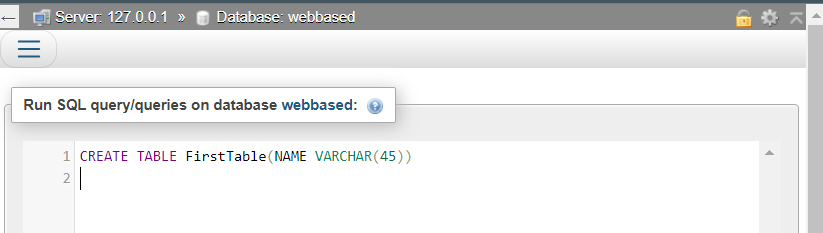 Server: 127.0.0.1 » Database: webbased
Run SQL query/queries on database webbased:
1 CREATE TABLE FirstTable(NAME VARCHAR(45))
2